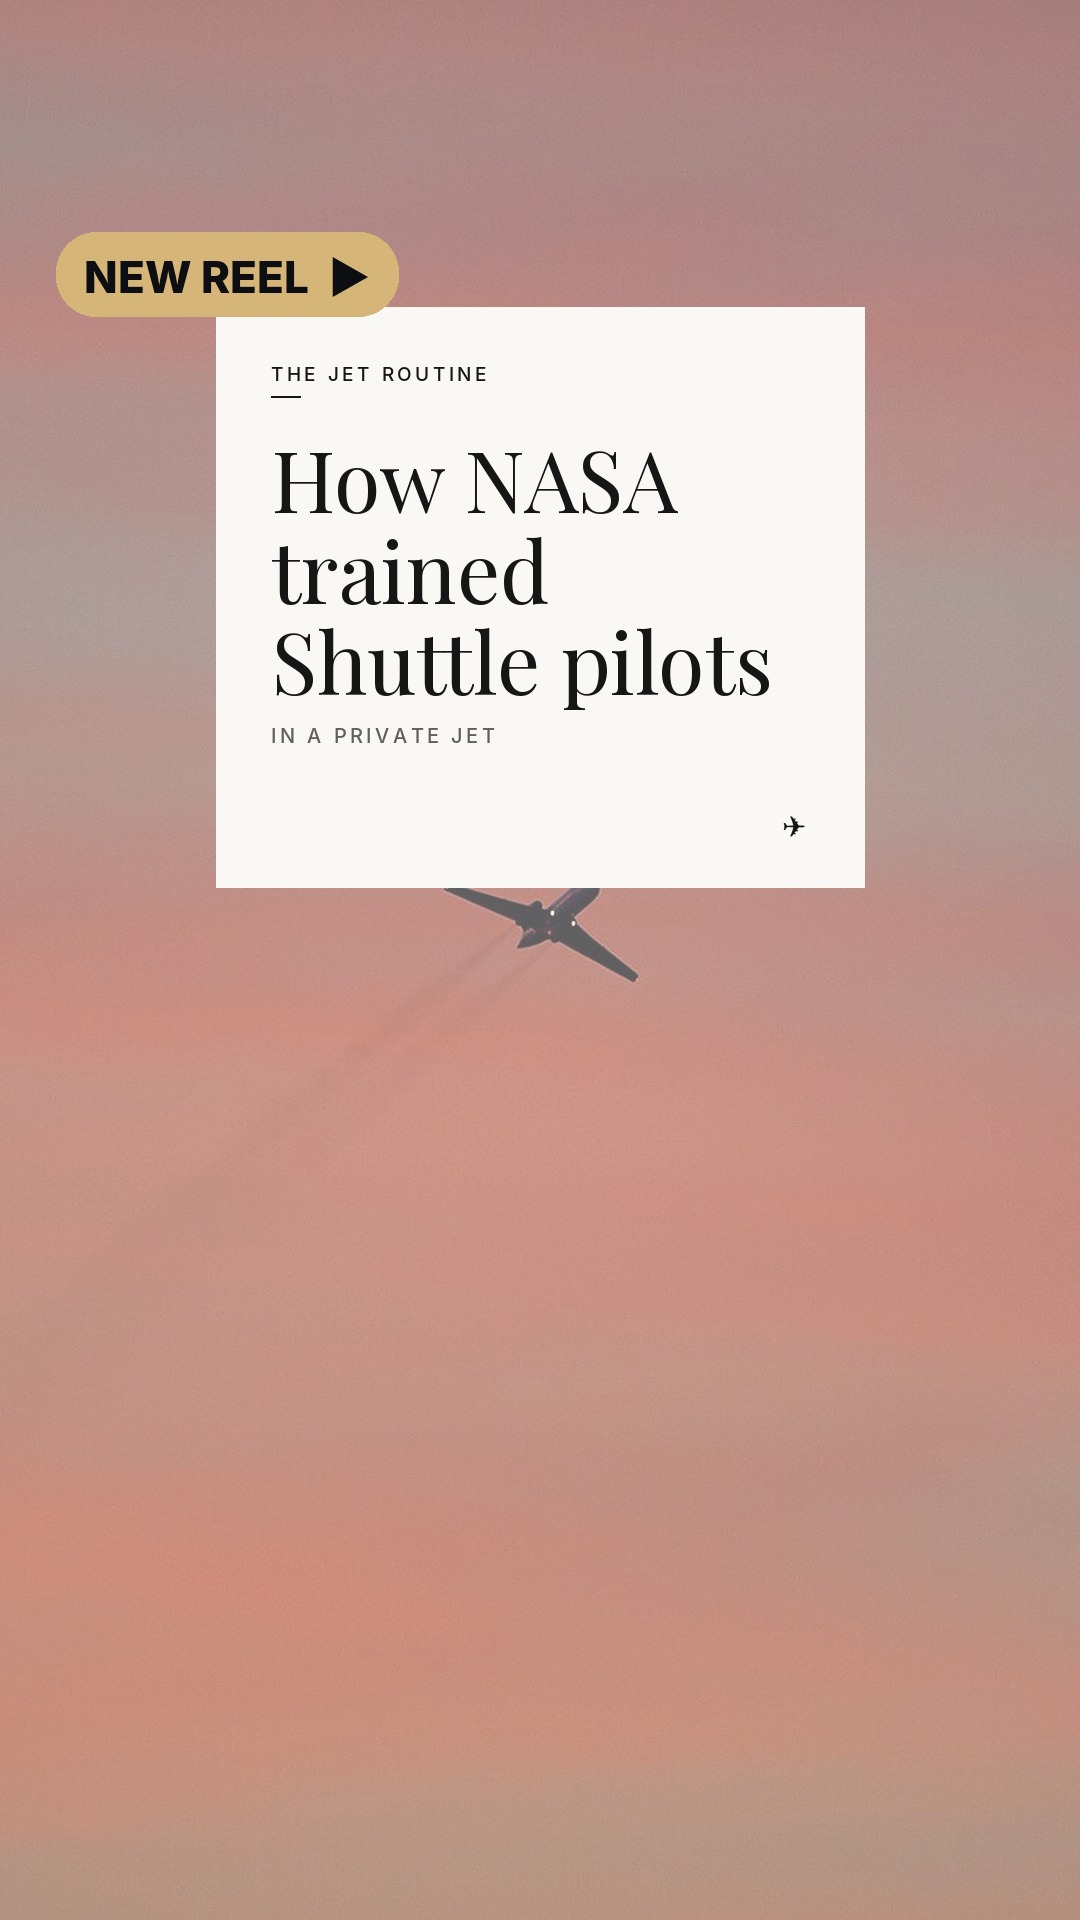 NEW REEL
THE JET ROUTINE
How NASA
trained
Shuttle pilots
IN A PRIVATE JET